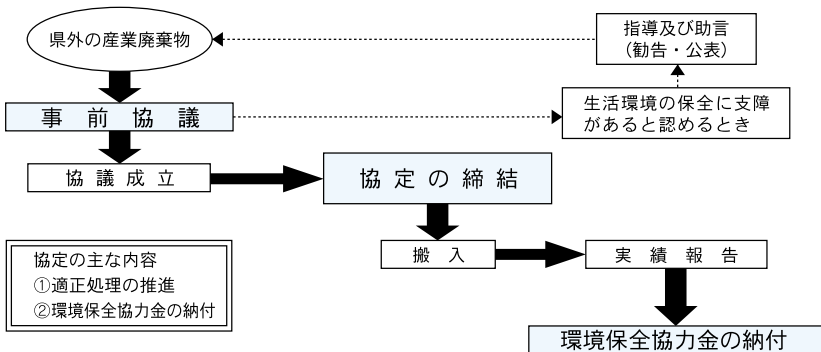 県外の産業廃棄物
指導及び助言
(勧告・公表)
生活環境の保全に支障
があると認めるとき
事前協議
協議成立
協定の締結
搬入
実績報告
協定の主な内容
①適正処理の推進
②環境保全協力金の納付
環境保全協力金の納付